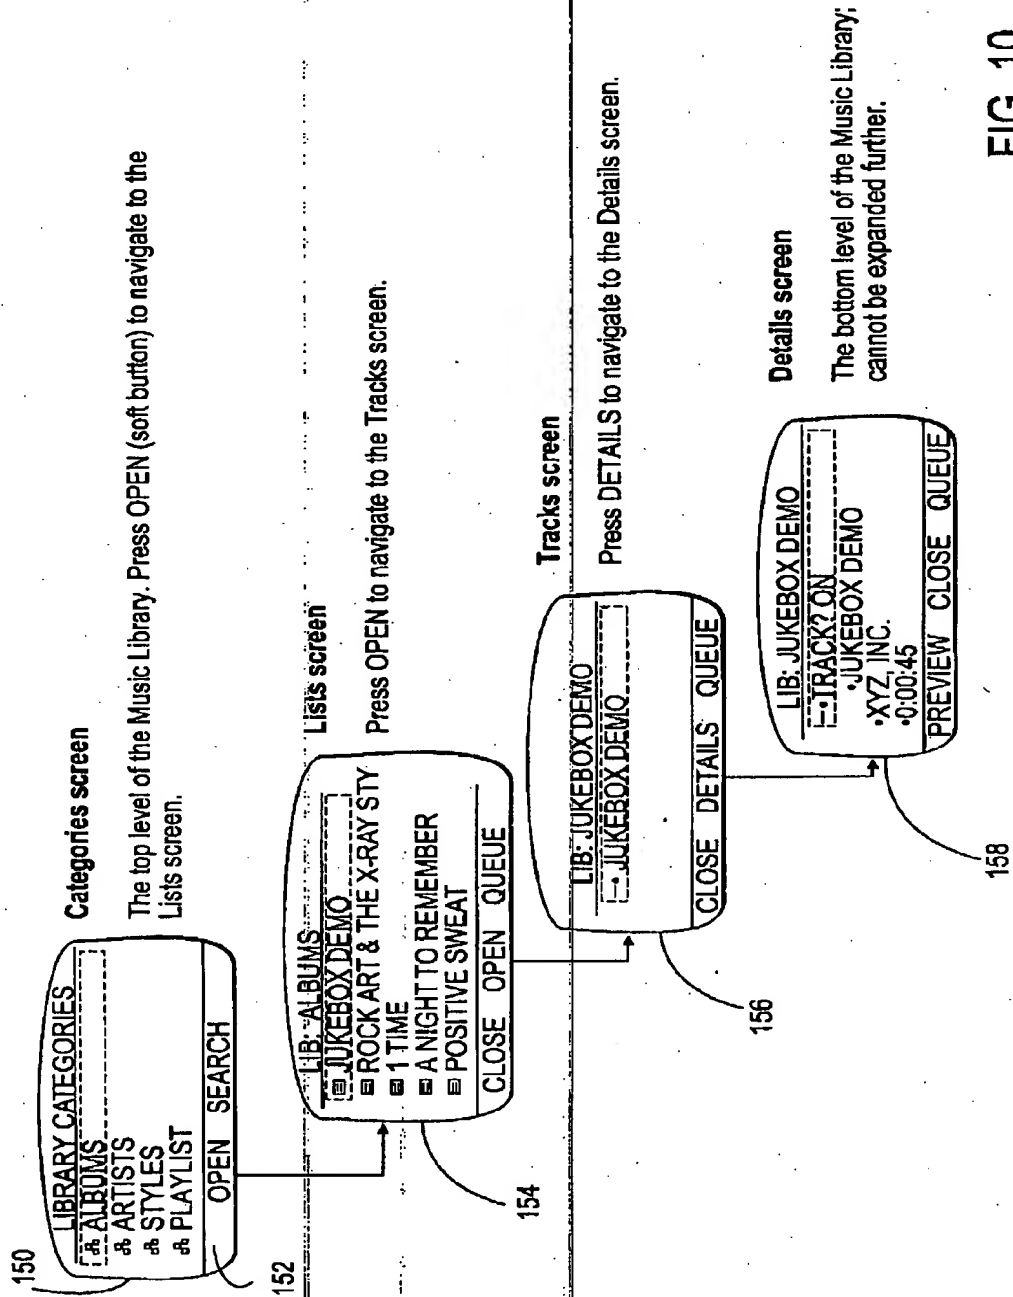 150
LIBRARY CATEGORIES
ALBUMS
ARTISTS
STYLES
PLAYLIST
OPEN SEARCH
152
Categories screen
The top level of the Music Library. Press OPEN (soft button) to navigate to the
Lists screen.
LIB: ALBUMS
JUKEBOX DEMO
ROCK ART & THE X-RAY STY
1 TIME
A NIGHT TO REMEMBER
POSITIVE SWEAT
CLOSE OPEN QUEUE
154
Lists screen
Press OPEN to navigate to the Tracks screen.
LIB: JUKEBOX DEMO
JUKEBOX DEMO
CLOSE DETAILS QUEUE
156
Tracks screen
Press DETAILS to navigate to the Details screen.
LIB: JUKEBOX DEMO
•TRACK? ON
•JUKEBOX DEMO
•XYZ, INC.
•0:00:45
PREVIEW CLOSE QUEUE
158
Details screen
The bottom level of the Music Library;
cannot be expanded further.
FIG. 10